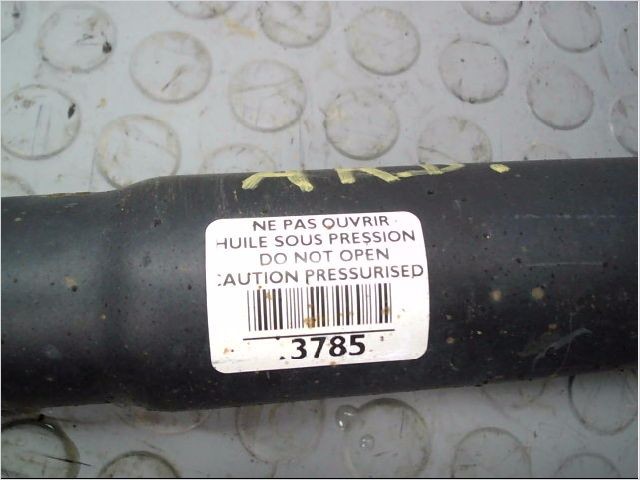 A R D.
NE PAS OUVRIR
HUILE SOUS PRESSION
DO NOT OPEN
CAUTION PRESSURISED
.3785